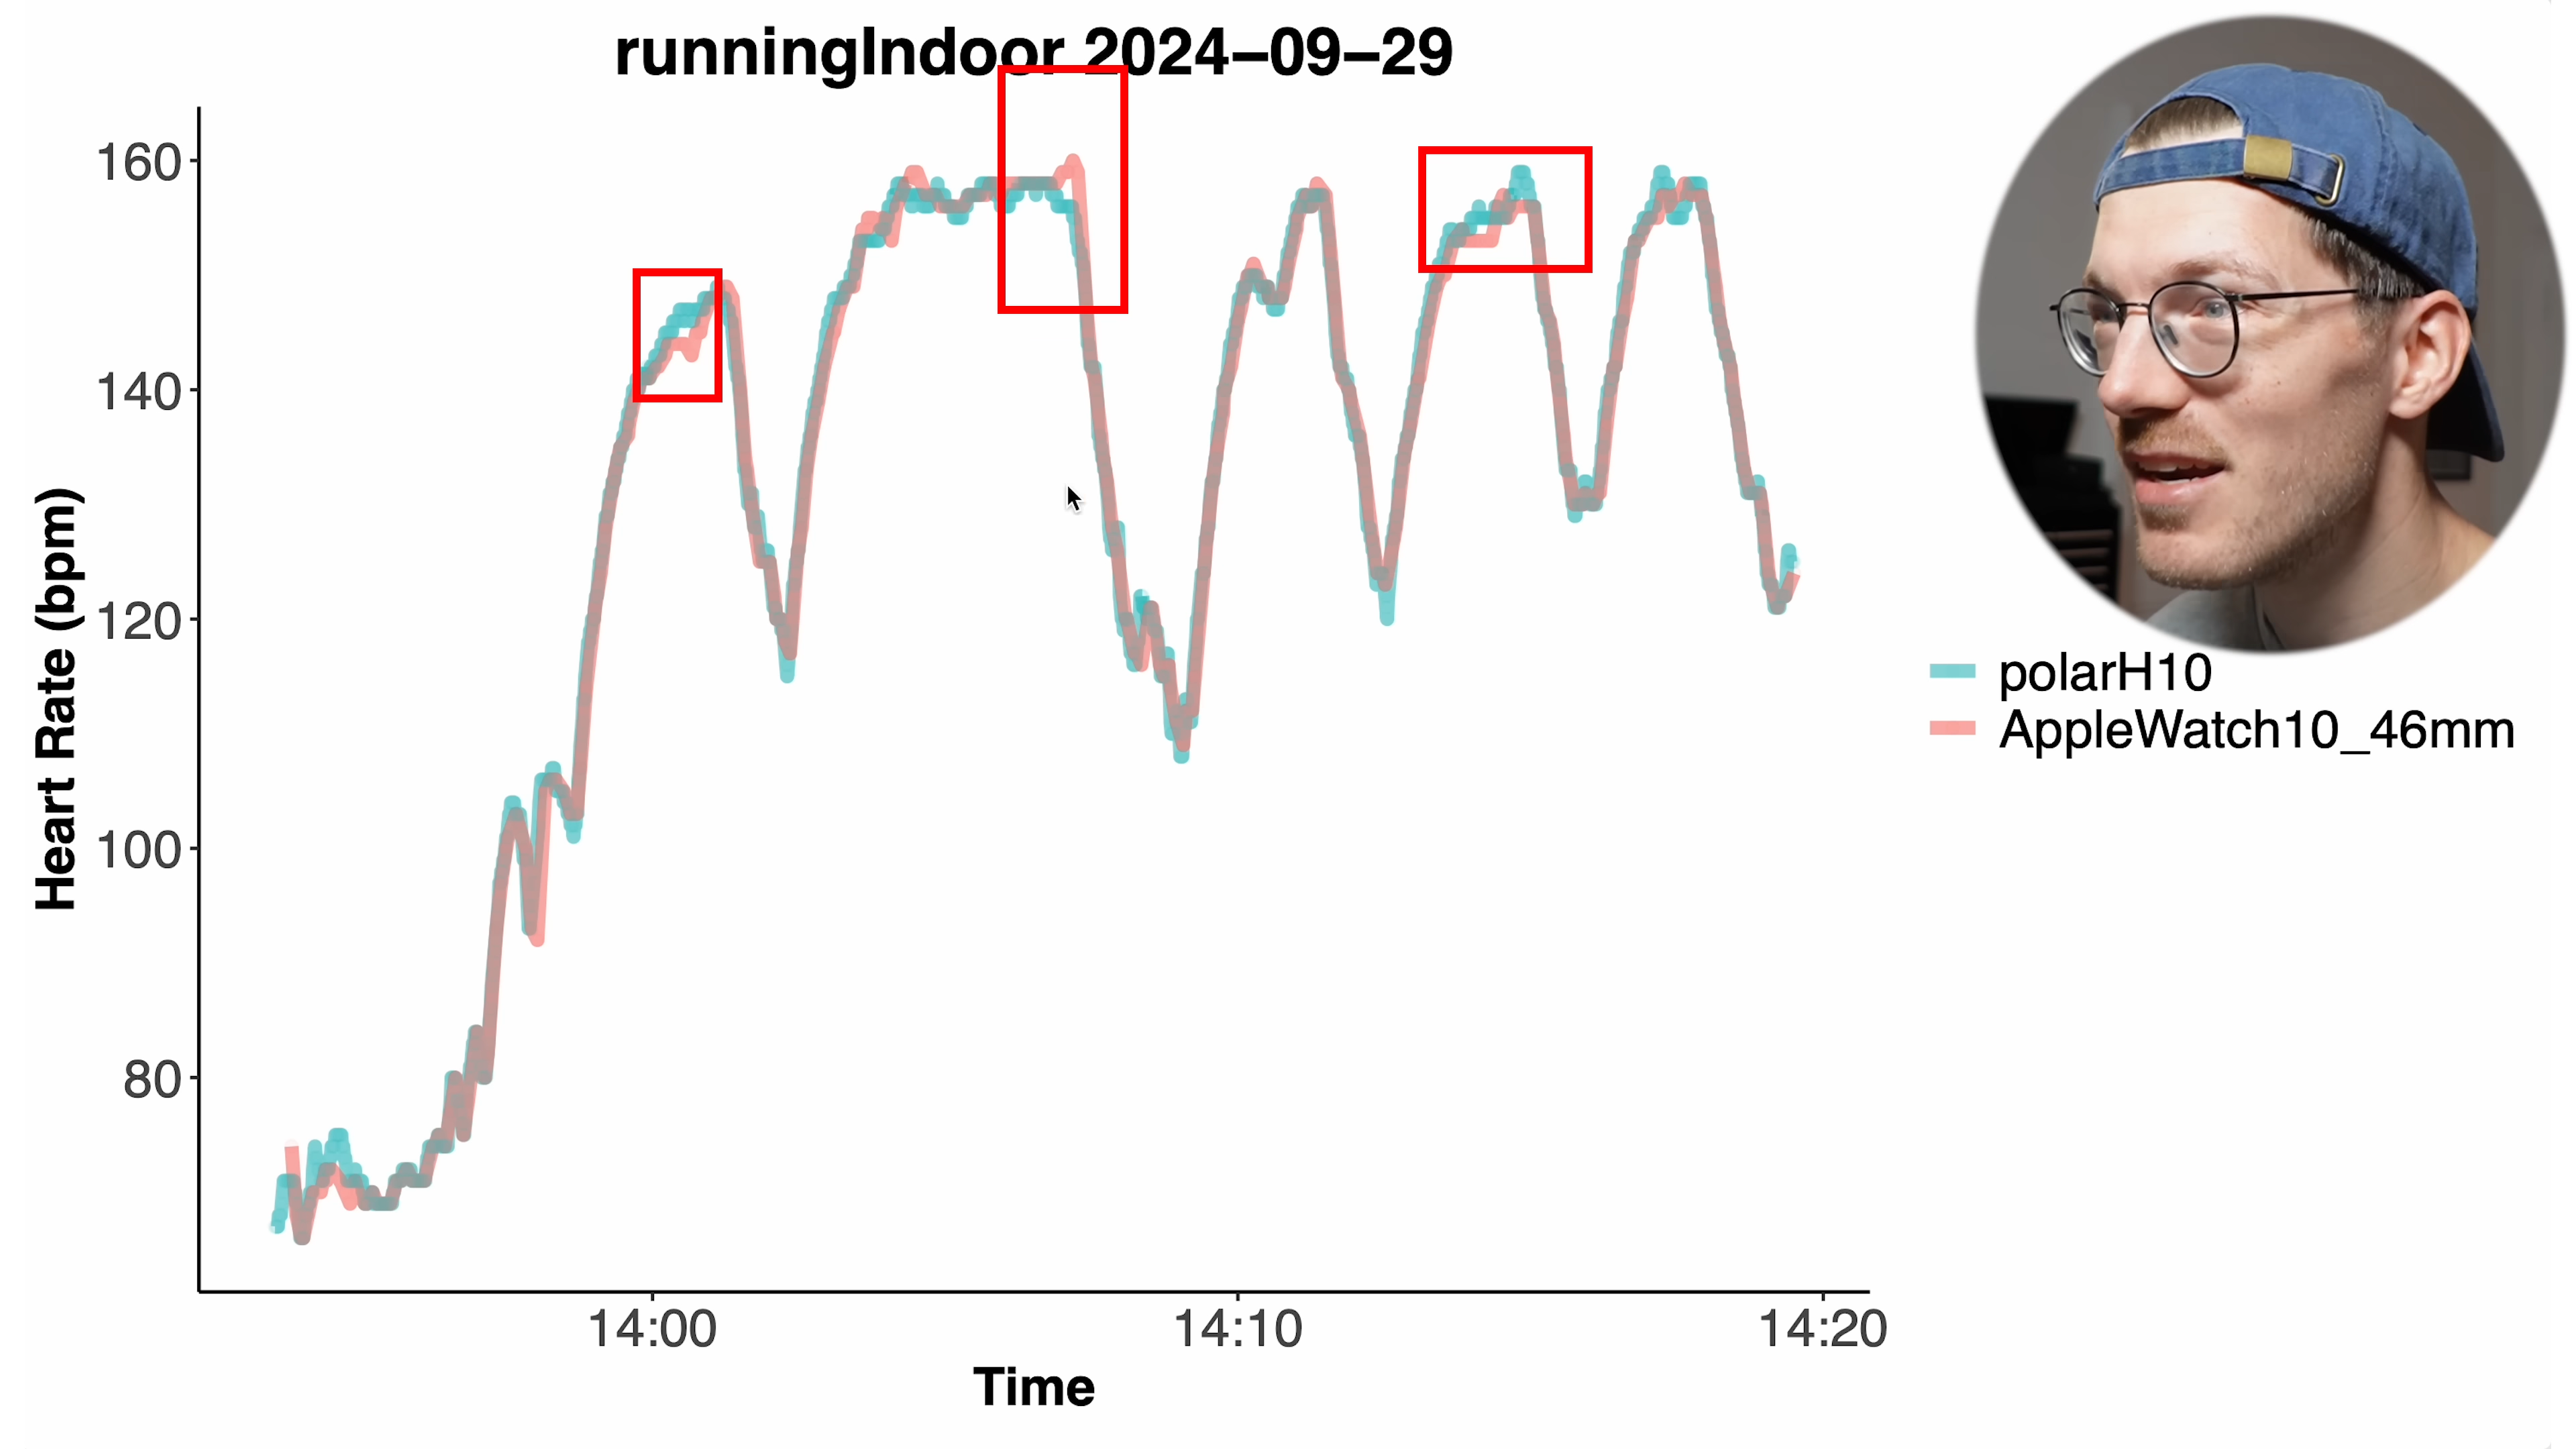 runningIndoor 2024–09–29
Heart Rate (bpm)
160
140
120
100
80
14:00
14:10
14:20
Time
polarH10
AppleWatch10_46mm